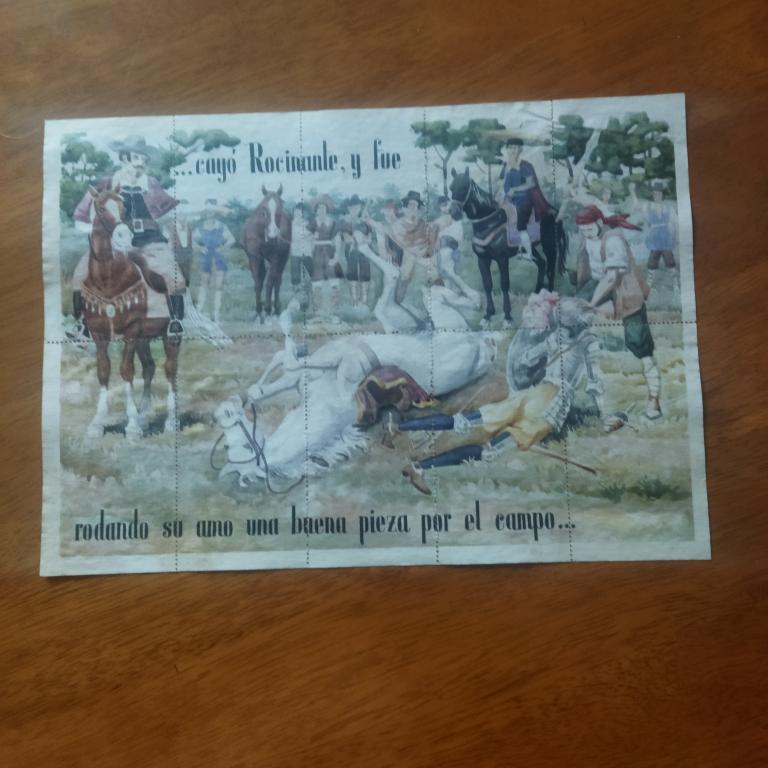 ...cayó Rocinante, y fue
rodando su amo una buena pieza por el campo...